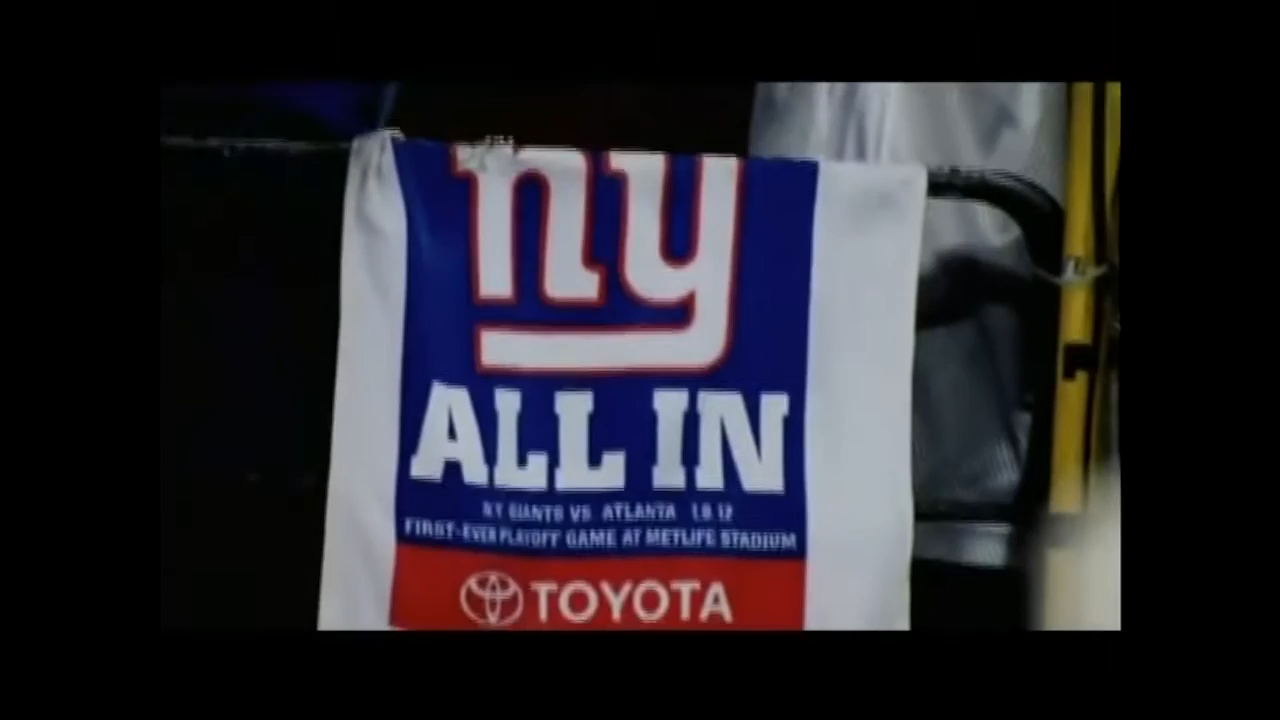 ny
ALL IN
NY GIANTS VS. ATLANTA 1.8.12
FIRST-EVER PLAYOFF GAME AT METLIFE STADIUM
TOYOTA